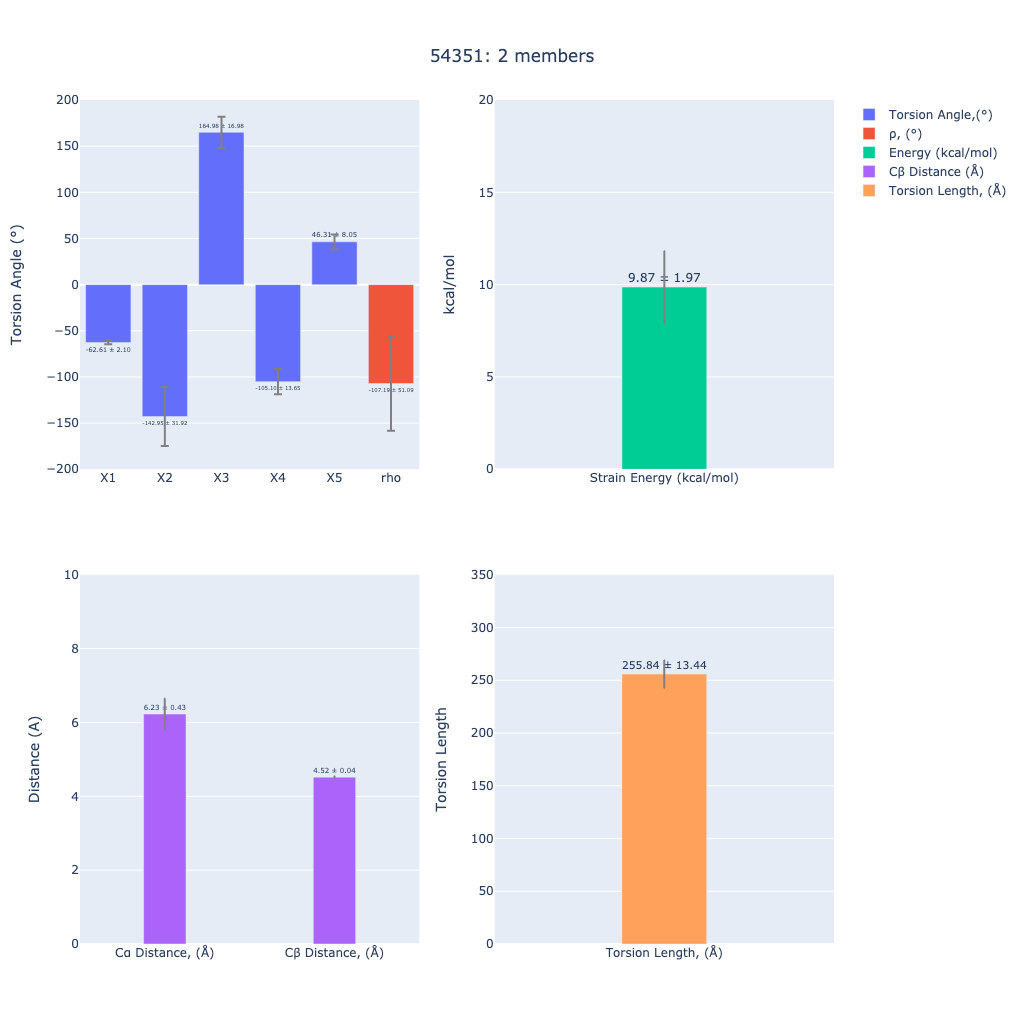 54351: 2 members
Torsion Angle (°)
200
150
100
50
0
−50
−100
−150
−200
X1
X2
X3
X4
X5
rho
-62.61 ± 2.10
-142.95 ± 31.92
164.98 ± 16.98
-105.10 ± 13.65
46.31 ± 8.05
-107.19 ± 51.09
kcal/mol
20
15
10
5
0
9.87 ± 1.97
Strain Energy (kcal/mol)
Torsion Angle,(°)
ρ, (°)
Energy (kcal/mol)
Cβ Distance (Å)
Torsion Length, (Å)
Distance (A)
10
8
6
4
2
0
6.23 ± 0.43
4.52 ± 0.04
Cα Distance, (Å)
Cβ Distance, (Å)
Torsion Length
350
300
250
200
150
100
50
0
255.84 ± 13.44
Torsion Length, (Å)